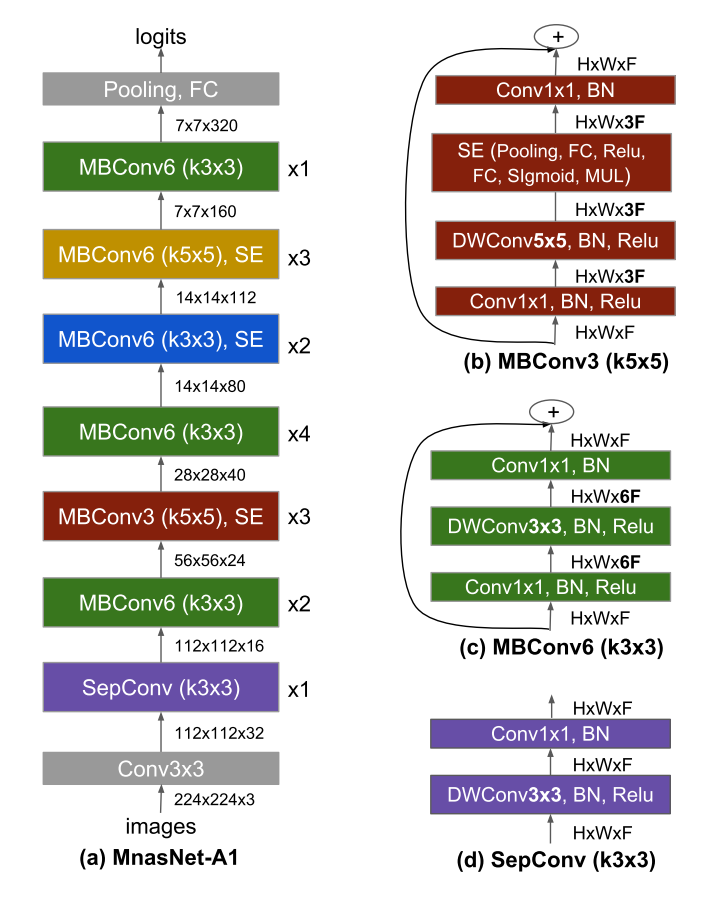 logits
Pooling, FC
7x7x320
MBConv6 (k3x3)
x1
7x7x160
MBConv6 (k5x5), SE
x3
14x14x112
MBConv6 (k3x3), SE
x2
14x14x80
MBConv6 (k3x3)
x4
28x28x40
MBConv3 (k5x5), SE
x3
56x56x24
MBConv6 (k3x3)
x2
112x112x16
SepConv (k3x3)
x1
112x112x32
Conv3x3
224x224x3
images
(a) MnasNet-A1
+
HxWxF
Conv1x1, BN
HxWx3F
SE (Pooling, FC, Relu,
FC, SIgmoid, MUL)
HxWx3F
DWConv5x5, BN, Relu
HxWx3F
Conv1x1, BN, Relu
HxWxF
(b) MBConv3 (k5x5)
+
HxWxF
Conv1x1, BN
HxWx6F
DWConv3x3, BN, Relu
HxWx6F
Conv1x1, BN, Relu
HxWxF
(c) MBConv6 (k3x3)
HxWxF
Conv1x1, BN
HxWxF
DWConv3x3, BN, Relu
HxWxF
(d) SepConv (k3x3)